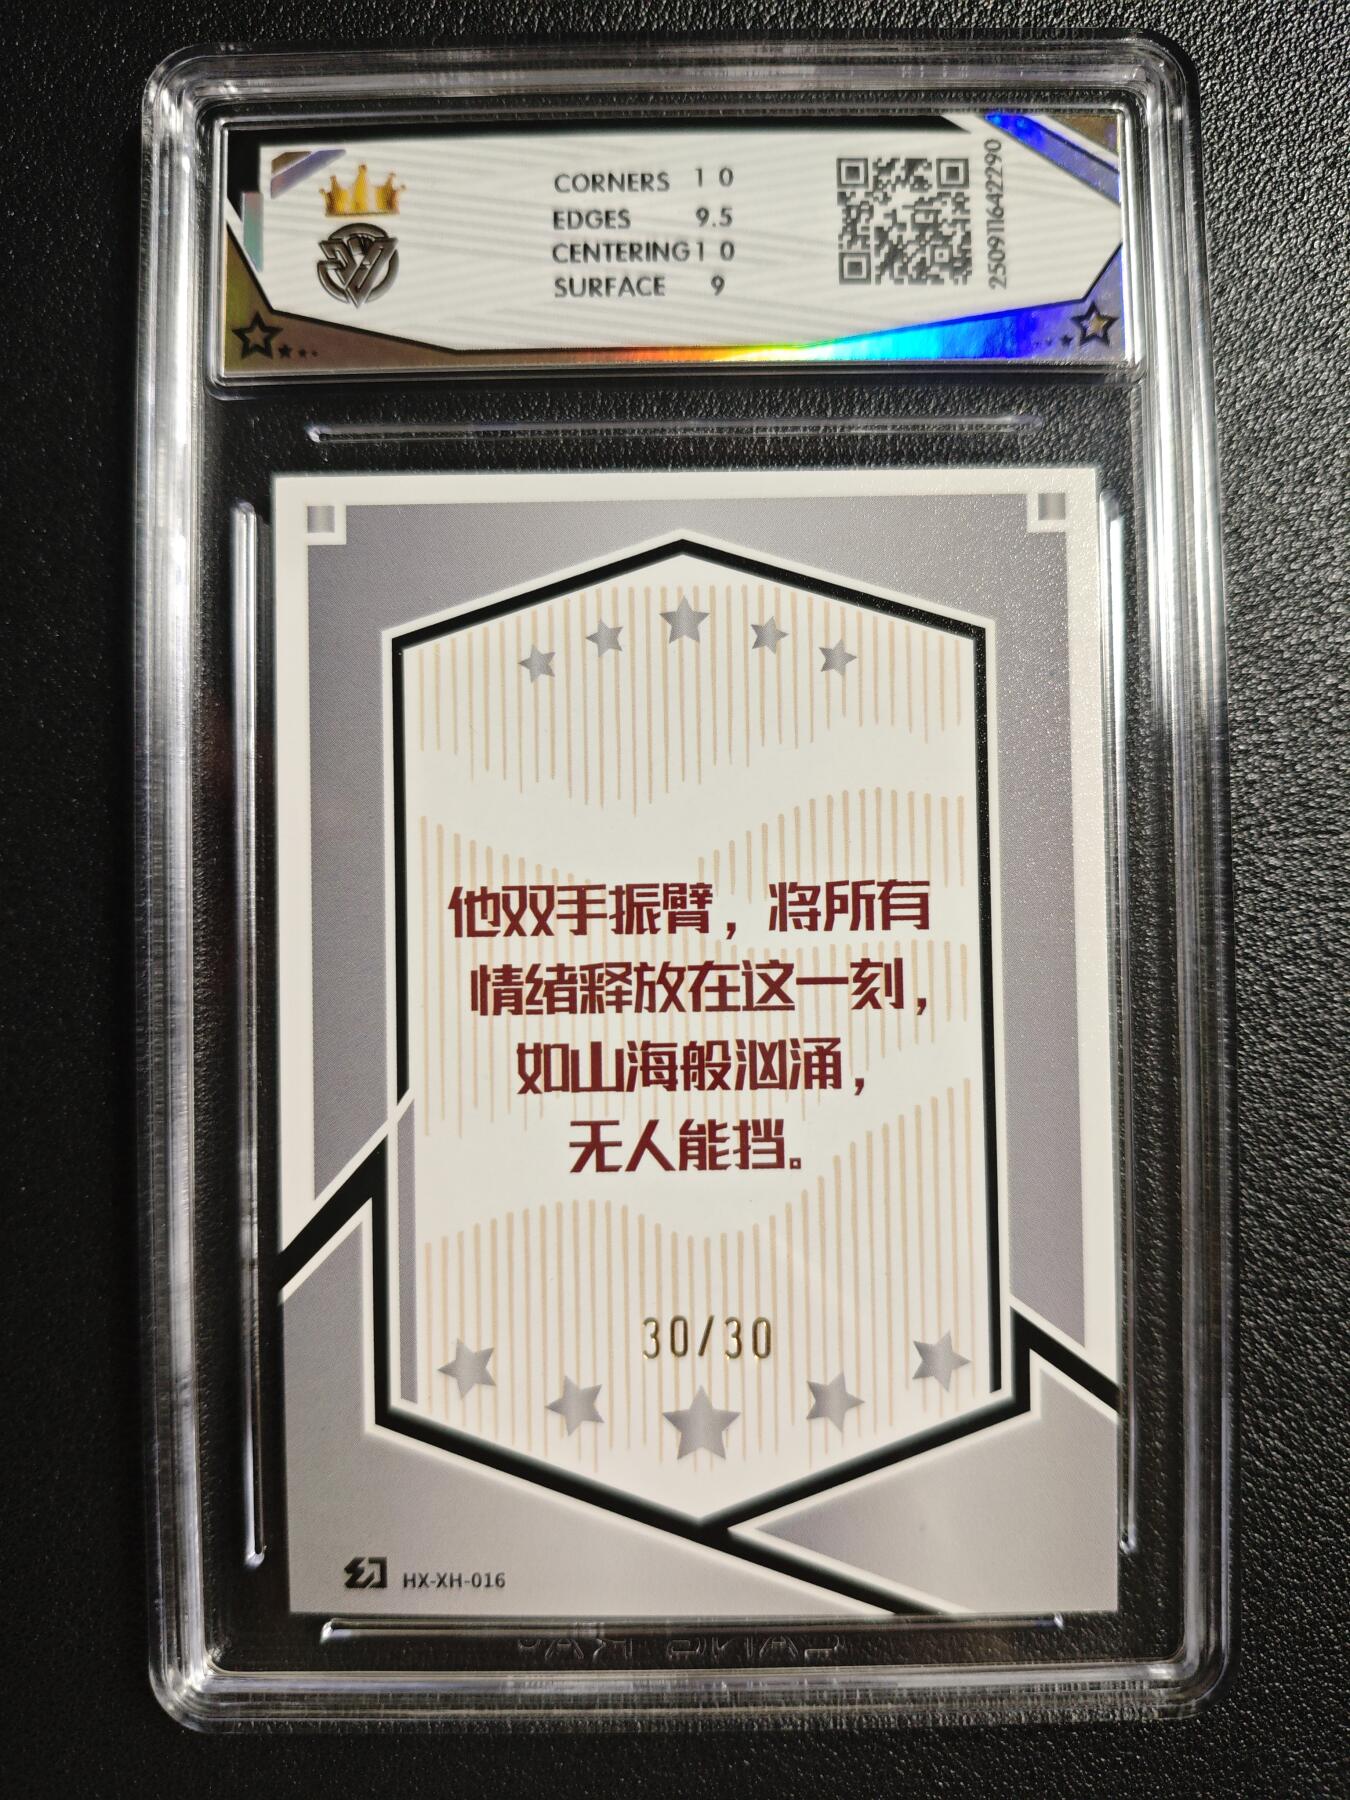 CORNERS 10
EDGES 9.5
CENTERING 10
SURFACE 9
250911642290
他双手振臂，将所有
情绪释放在这一刻，
如山海般汹涌，
无人能挡。
30/30
HX-XH-016